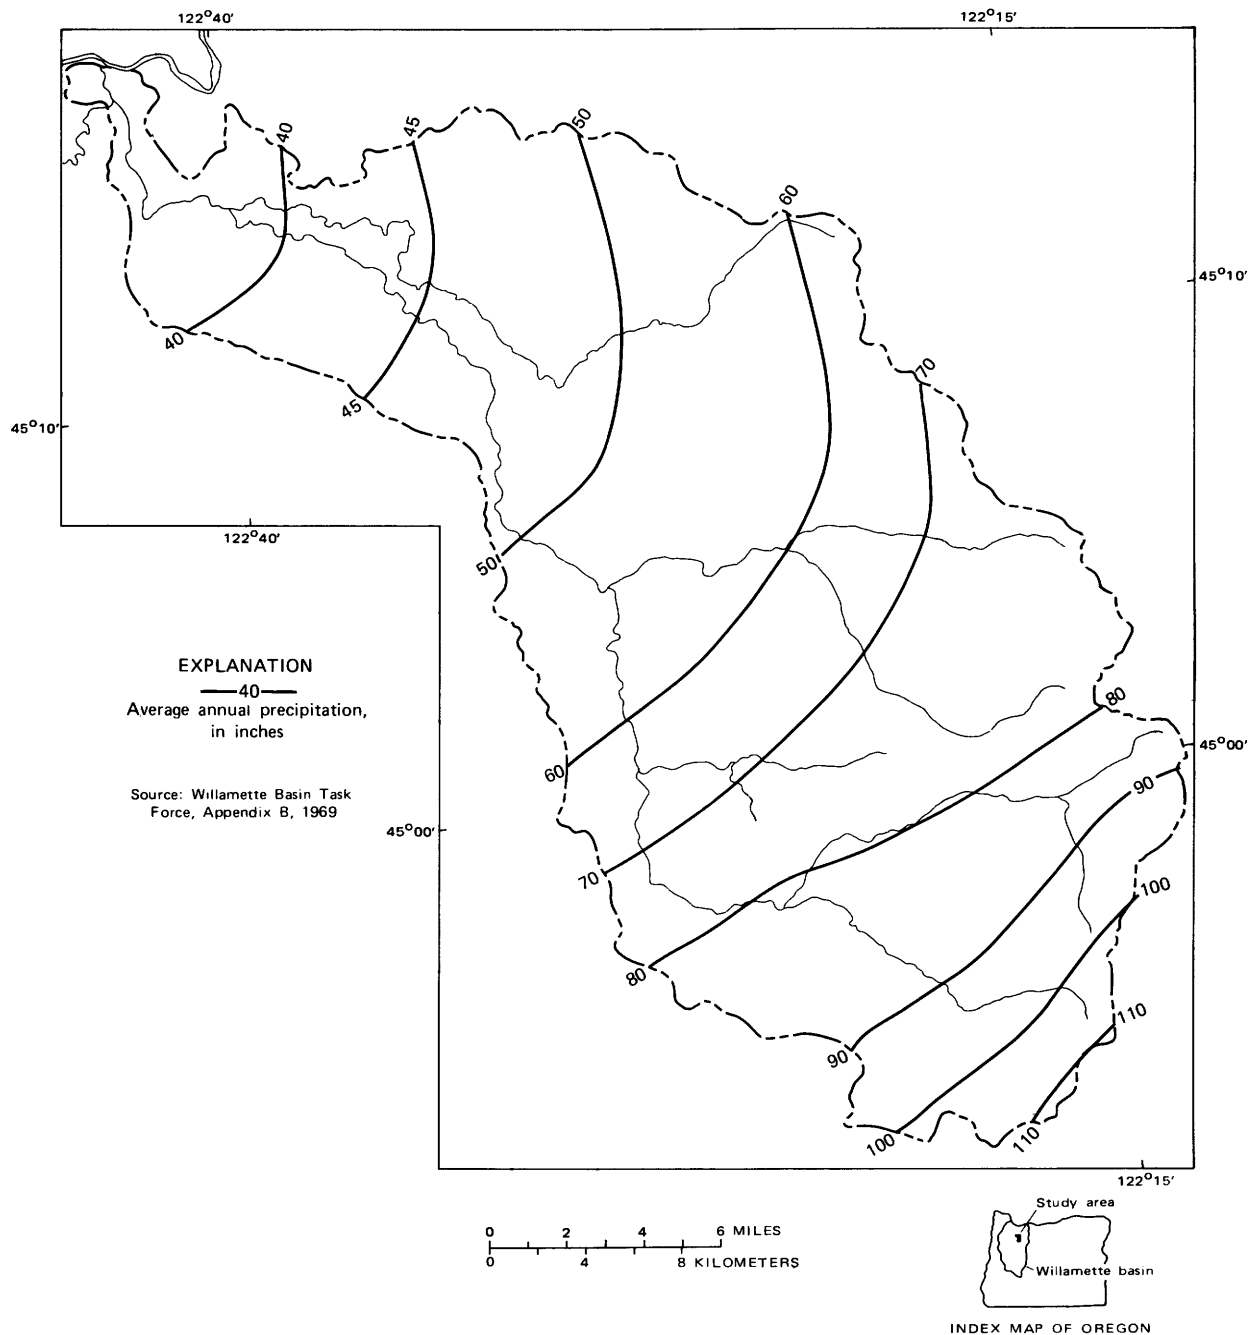 122°40'
122°15'
40
45
50
60
45°10'
70
40
45
45°10'
122°40'
50
EXPLANATION
40
Average annual precipitation,
in inches
80
45°00'
60
90
Source: Willamette Basin Task
Force, Appendix B, 1969
45°00'
70
100
80
110
90
100
110
122°15'
0 2 4 6 MILES
0 4 8 KILOMETERS
Study area
Willamette basin
INDEX MAP OF OREGON